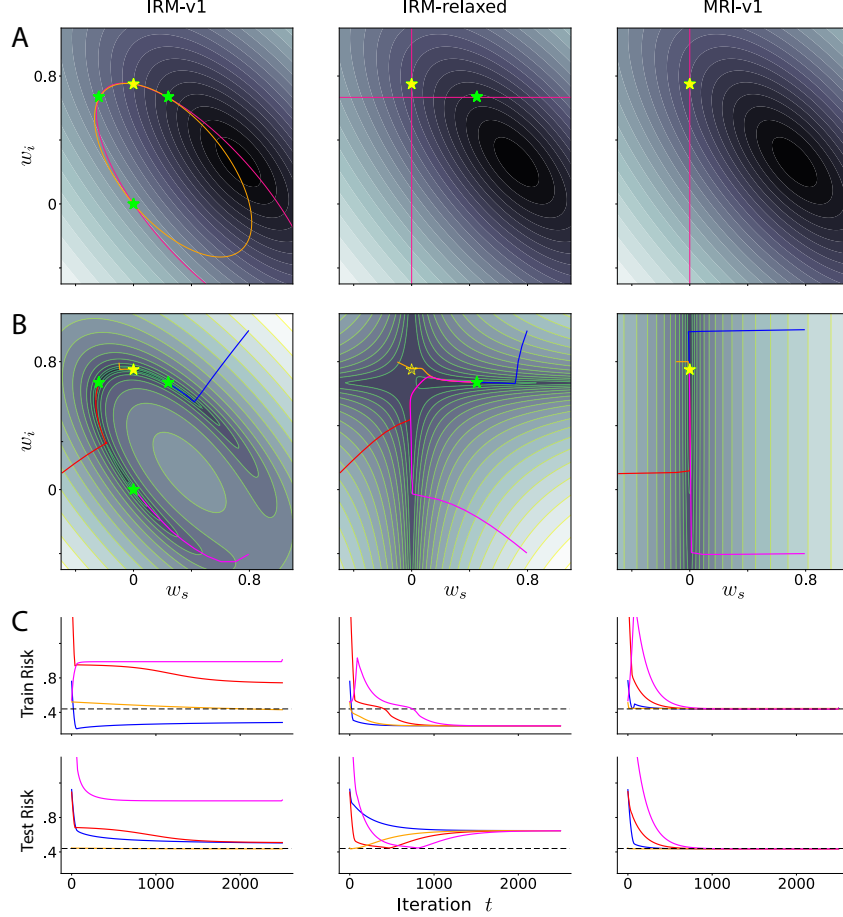 IRM-v1 IRM-relaxed MRI-v1
A
0.8
w_i
0
B
0.8
w_i
0
0 0.8 0 0.8 0 0.8
w_s w_s w_s
C
Train Risk
.8
.4
Test Risk
.8
.4
0 1000 2000 0 1000 2000 0 1000 2000
Iteration t